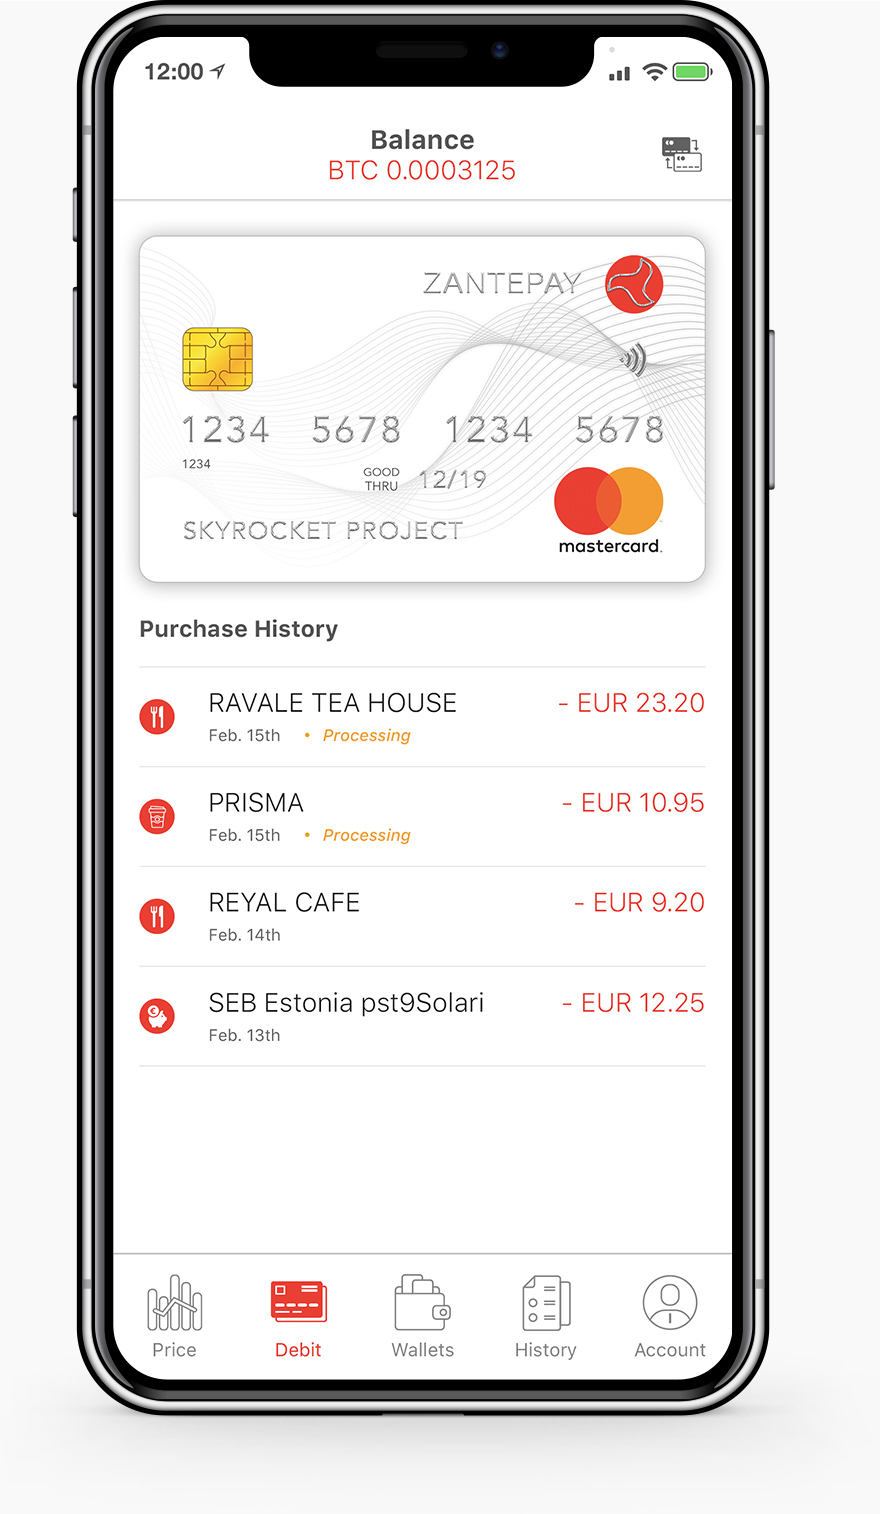 12:00
Balance
BTC 0.0003125
ZANTEPAY
1234 5678 1234 5678
1234
GOOD THRU 12/19
SKYROCKET PROJECT
mastercard.
Purchase History
RAVALE TEA HOUSE - EUR 23.20
Feb. 15th • Processing
PRISMA - EUR 10.95
Feb. 15th • Processing
REYAL CAFE - EUR 9.20
Feb. 14th
SEB Estonia pst9Solari - EUR 12.25
Feb. 13th
Price Debit Wallets History Account